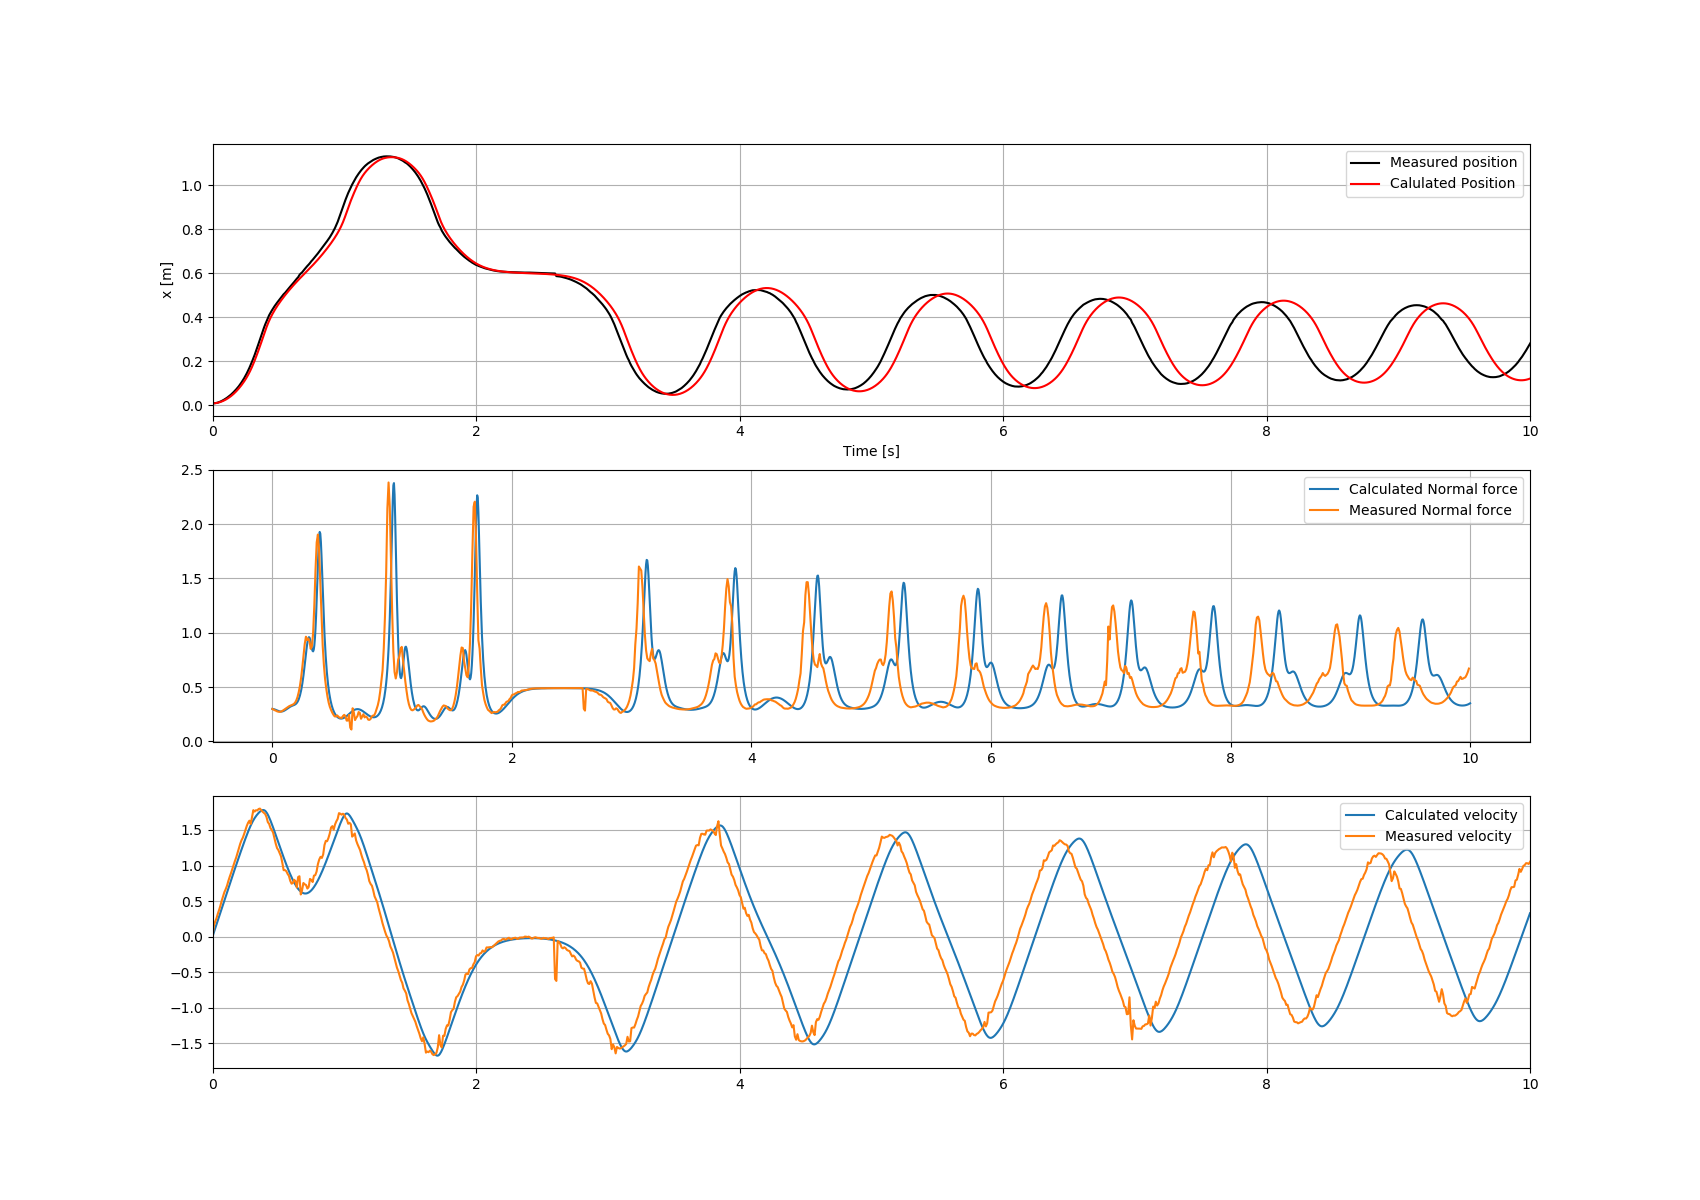 Measured position
Calulated Position
1.0
0.8
0.6
0.4
0.2
0.0
x [m]
0 2 4 6 8 10
Time [s]
Calculated Normal force
Measured Normal force
2.5
2.0
1.5
1.0
0.5
0.0
0 2 4 6 8 10
Calculated velocity
Measured velocity
1.5
1.0
0.5
0.0
−0.5
−1.0
−1.5
0 2 4 6 8 10